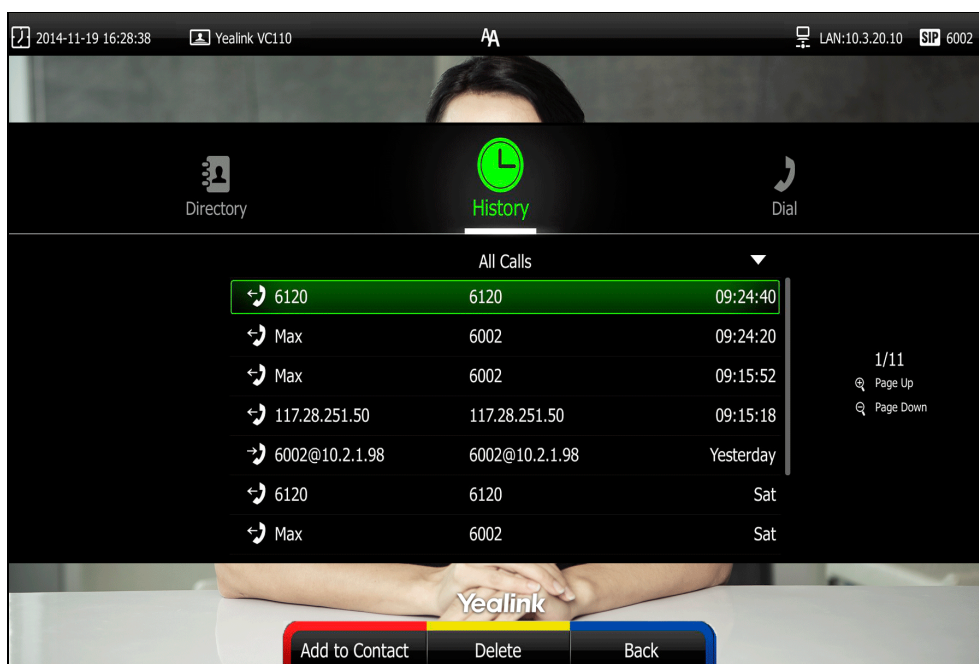 2014-11-19 16:28:38 Yealink VC110 AA LAN:10.3.20.10 SIP 6002
Directory History Dial
All Calls
6120 6120 09:24:40
Max 6002 09:24:20
Max 6002 09:15:52
117.28.251.50 117.28.251.50 09:15:18
6002@10.2.1.98 6002@10.2.1.98 Yesterday
6120 6120 Sat
Max 6002 Sat
1/11
Page Up
Page Down
Yealink
Add to Contact Delete Back